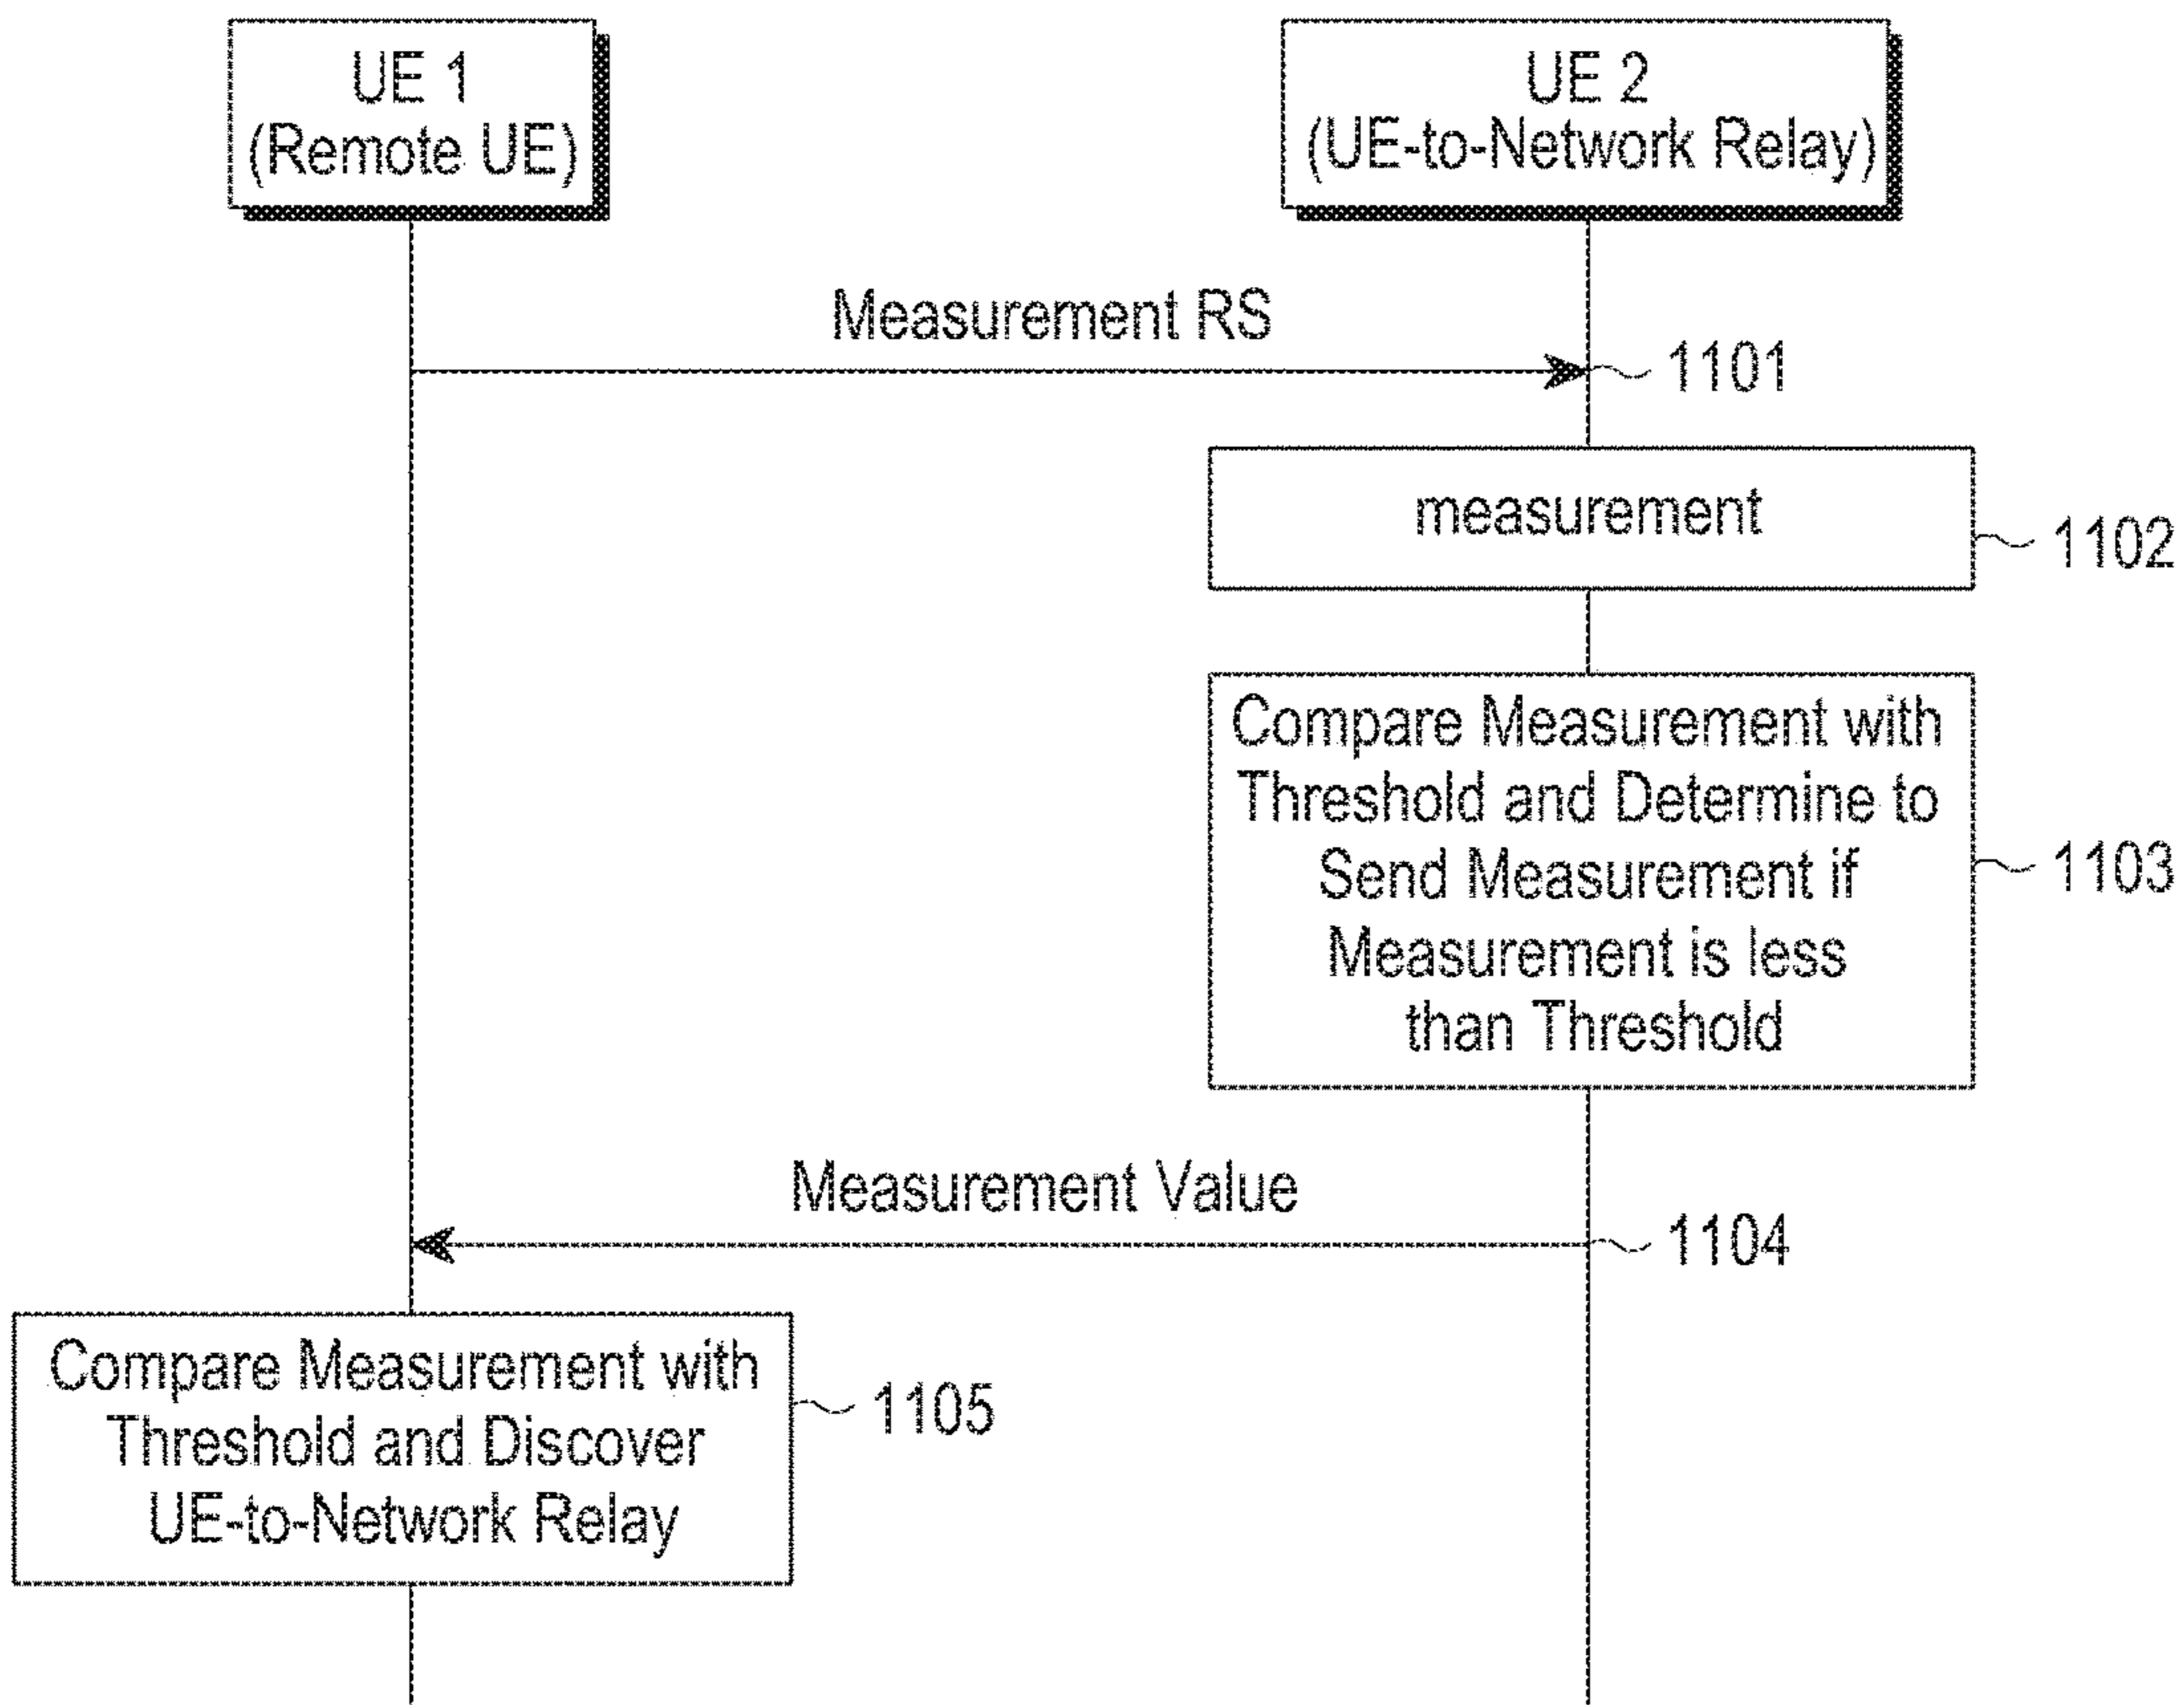 UE 1
(Remote UE)
UE 2
(UE-to-Network Relay)
Measurement RS
1101
measurement
1102
Compare Measurement with
Threshold and Determine to
Send Measurement if
Measurement is less
than Threshold
1103
Measurement Value
1104
Compare Measurement with
Threshold and Discover
UE-to-Network Relay
1105